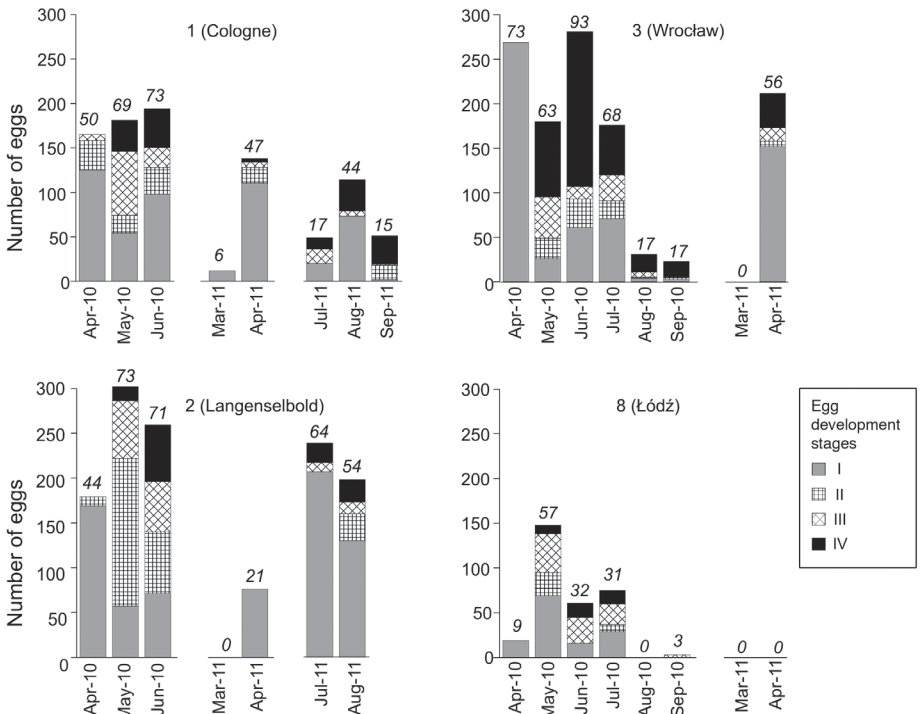 1 (Cologne)
Number of eggs
300
250
200
150
100
50
0
50
69
73
6
47
17
44
15
Apr-10
May-10
Jun-10
Mar-11
Apr-11
Jul-11
Aug-11
Sep-11
3 (Wrocław)
300
250
200
150
100
50
0
73
63
93
68
17
17
0
56
Apr-10
May-10
Jun-10
Jul-10
Aug-10
Sep-10
Mar-11
Apr-11
2 (Langenselbold)
Number of eggs
300
250
200
150
100
50
0
44
73
71
0
21
64
54
Apr-10
May-10
Jun-10
Mar-11
Apr-11
Jul-11
Aug-11
8 (Łódź)
300
250
200
150
100
50
0
9
57
32
31
0
3
0
0
Apr-10
May-10
Jun-10
Jul-10
Aug-10
Sep-10
Mar-11
Apr-11
Egg
development
stages
I
II
III
IV